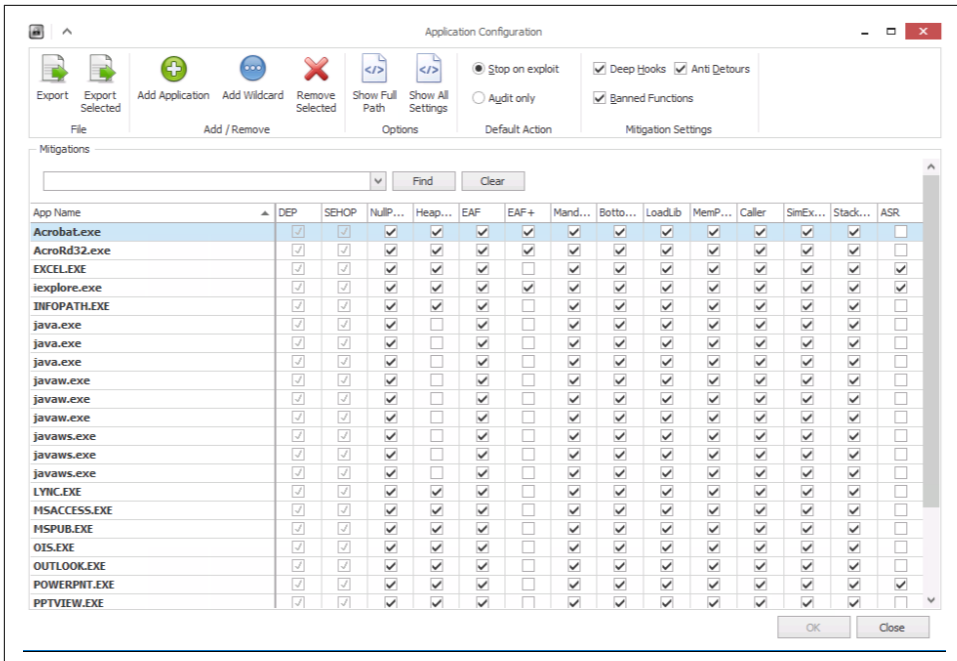 Application Configuration
Export
Export Selected
Add Application
Add Wildcard
Remove Selected
Show Full Path
Show All Settings
Stop on exploit
Audit only
Deep Hooks
Anti Detours
Banned Functions
File
Add / Remove
Options
Default Action
Mitigation Settings
Mitigations
Find
Clear
App Name DEP SEHOP NullP... Heap... EAF EAF+ Mand... Botto... LoadLib MemP... Caller SimEx... Stack... ASR
Acrobat.exe
AcroRd32.exe
EXCEL.EXE
iexplore.exe
INFOPATH.EXE
java.exe
java.exe
java.exe
javaw.exe
javaw.exe
javaw.exe
javaws.exe
javaws.exe
javaws.exe
LYNC.EXE
MSACCESS.EXE
MSPUB.EXE
OIS.EXE
OUTLOOK.EXE
POWERPNT.EXE
PPTVIEW.EXE
OK
Close